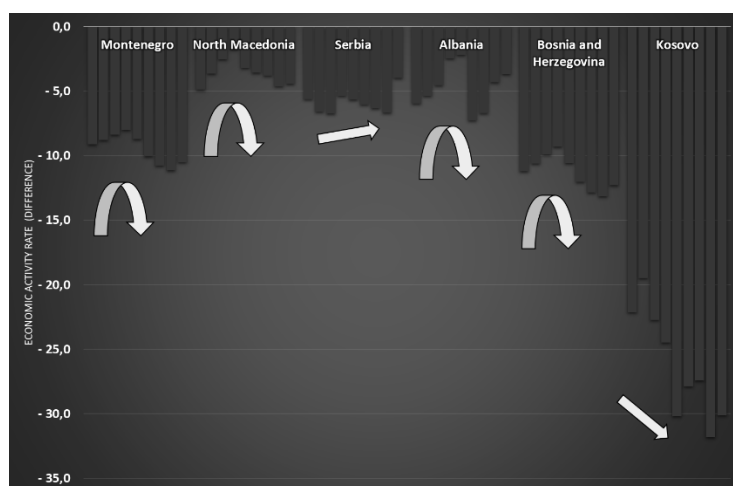 0,0
Montenegro
North Macedonia
Serbia
Albania
Bosnia and
Herzegovina
Kosovo
- 5,0
- 10,0
- 15,0
- 20,0
- 25,0
- 30,0
- 35,0
ECONOMIC ACTIVITY RATE (DIFFERENCE)